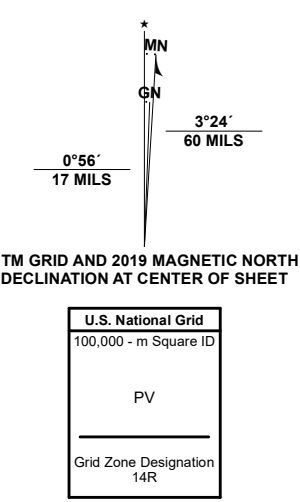 ★
MN
GN
3°24´
60 MILS
0°56´
17 MILS
TM GRID AND 2019 MAGNETIC NORTH
DECLINATION AT CENTER OF SHEET
U.S. National Grid
100,000 - m Square ID
PV
Grid Zone Designation
14R